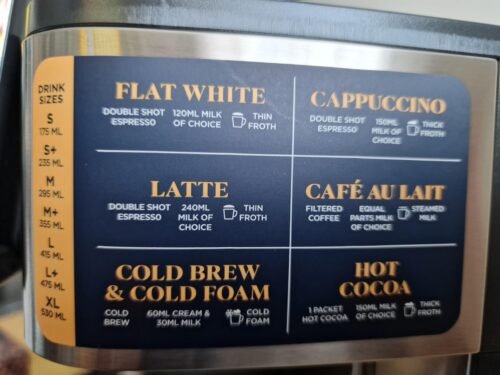 DRINK
SIZES
S
175 ML
S+
235 ML
M
295 ML
M+
355 ML
L
415 ML
L+
475 ML
XL
530 ML
FLAT WHITE
DOUBLE SHOT
ESPRESSO
120ML MILK
OF CHOICE
THIN
FROTH
CAPPUCCINO
DOUBLE SHOT
ESPRESSO
150ML
MILK OF
CHOICE
THICK
FROTH
LATTE
DOUBLE SHOT
ESPRESSO
240ML
MILK OF
CHOICE
THIN
FROTH
CAFÉ AU LAIT
FILTERED
COFFEE
EQUAL
PARTS MILK
OF CHOICE
STEAMED
MILK
COLD BREW
& COLD FOAM
COLD
BREW
60ML CREAM &
30ML MILK
COLD
FOAM
HOT
COCOA
1 PACKET
HOT COCOA
150ML MILK
OF CHOICE
THICK
FROTH